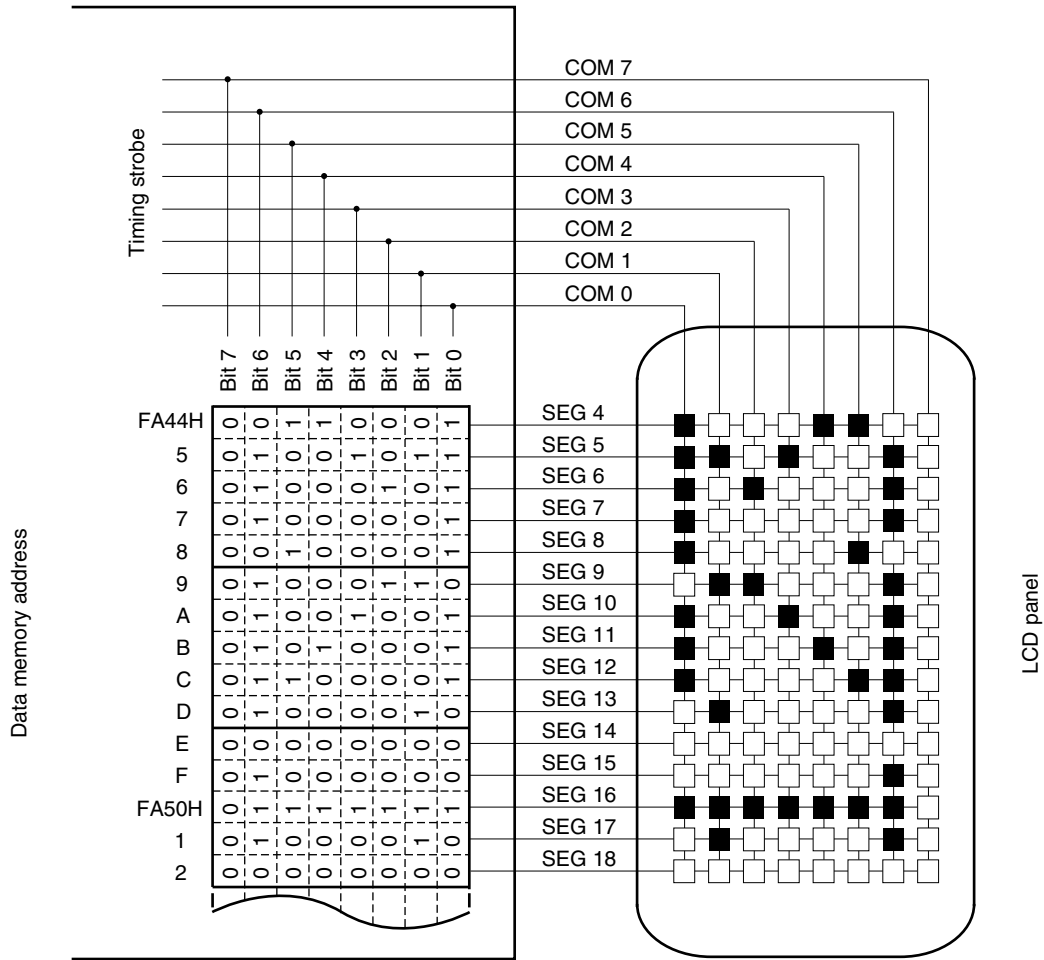 COM 7
COM 6
COM 5
COM 4
COM 3
COM 2
COM 1
COM 0
Timing strobe
Bit 7 Bit 6 Bit 5 Bit 4 Bit 3 Bit 2 Bit 1 Bit 0
Data memory address
FA44H 0 0 1 1 0 0 0 1 SEG 4
5 0 1 0 0 1 0 1 1 SEG 5
6 0 1 0 0 0 1 0 1 SEG 6
7 0 1 0 0 0 0 0 1 SEG 7
8 0 0 1 0 0 0 0 1 SEG 8
9 0 1 0 0 0 1 1 0 SEG 9
A 0 1 0 0 1 0 0 1 SEG 10
B 0 1 0 1 0 0 0 1 SEG 11
C 0 1 1 0 0 0 0 1 SEG 12
D 0 1 0 0 0 0 1 0 SEG 13
E 0 0 0 0 0 0 0 0 SEG 14
F 0 1 0 0 0 0 0 0 SEG 15
FA50H 0 1 1 1 1 1 1 1 SEG 16
1 0 1 0 0 0 0 1 0 SEG 17
2 0 0 0 0 0 0 0 0 SEG 18
LCD panel